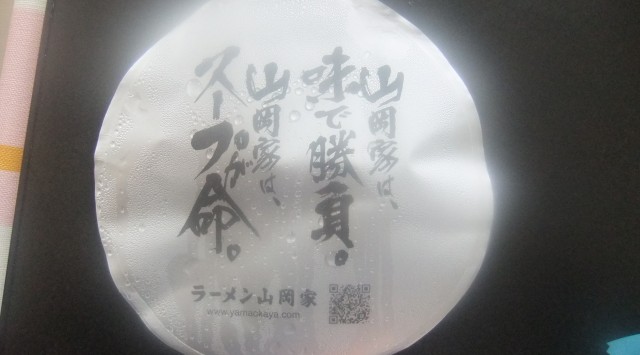 山岡家は、
味で勝負。
山岡家は、
スープが命。
ラーメン山岡家
www.yamaokaya.com